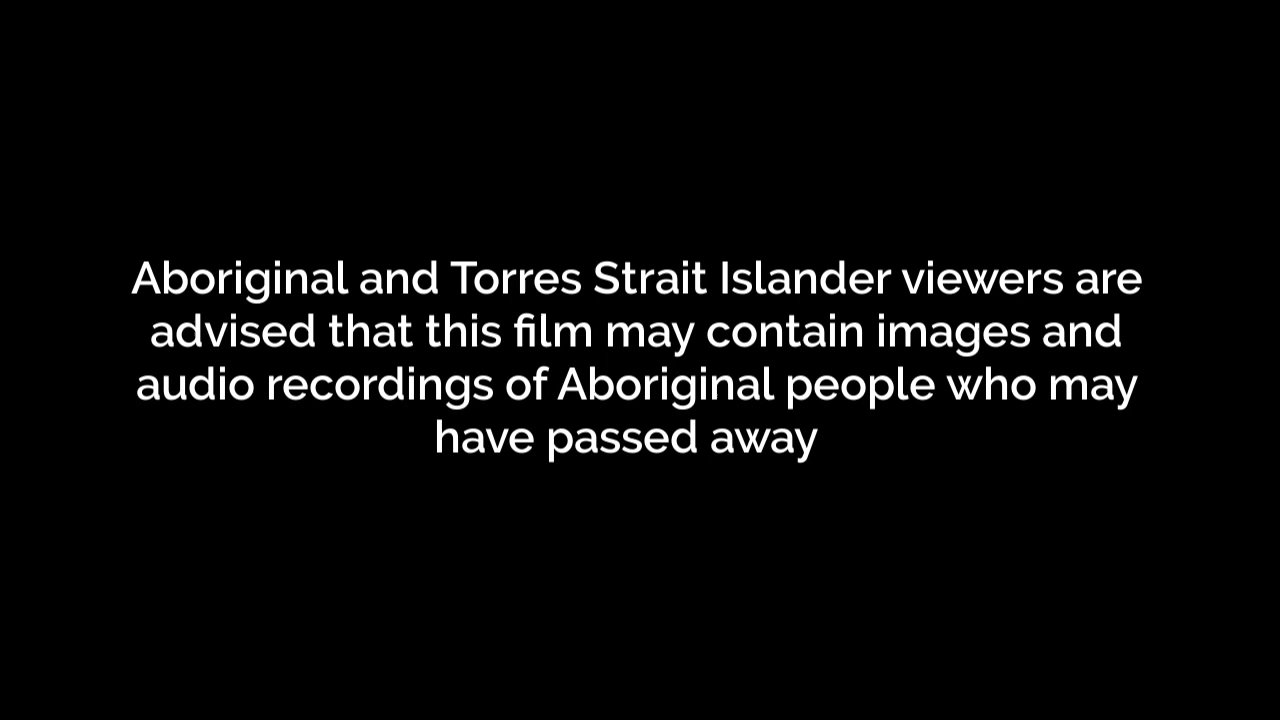 Aboriginal and Torres Strait Islander viewers are
advised that this film may contain images and
audio recordings of Aboriginal people who may
have passed away